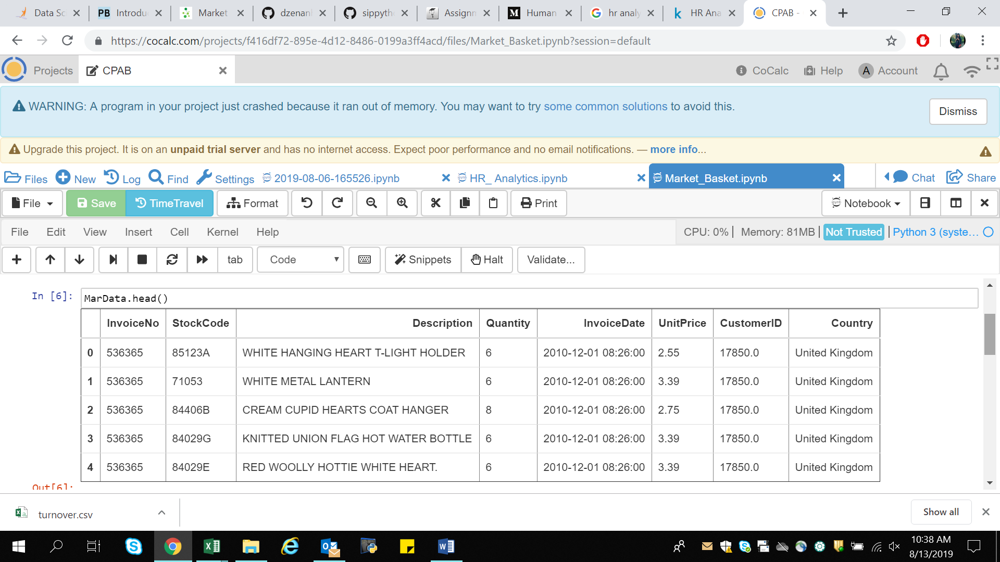 Data Sc
PB Introdu
Market
dzenanh
sippyth
Assignm
M Human
G hr analy
k HR Ana
CPAB -
https://cocalc.com/projects/f416df72-895e-4d12-8486-0199a3ff4acd/files/Market_Basket.ipynb?session=default
Projects CPAB CoCalc Help A Account
WARNING: A program in your project just crashed because it ran out of memory. You may want to try some common solutions to avoid this.
Dismiss
Upgrade this project. It is on an unpaid trial server and has no internet access. Expect poor performance and no email notifications. — more info...
Files New Log Find Settings 2019-08-06-165526.ipynb HR_ Analytics.ipynb Market_Basket.ipynb Chat Share
File Save TimeTravel Format Print Notebook
File Edit View Insert Cell Kernel Help CPU: 0% Memory: 81MB Not Trusted Python 3 (syste...
tab Code Snippets Halt Validate...
In [6]: MarData.head()
InvoiceNo StockCode Description Quantity InvoiceDate UnitPrice CustomerID Country
0 536365 85123A WHITE HANGING HEART T-LIGHT HOLDER 6 2010-12-01 08:26:00 2.55 17850.0 United Kingdom
1 536365 71053 WHITE METAL LANTERN 6 2010-12-01 08:26:00 3.39 17850.0 United Kingdom
2 536365 84406B CREAM CUPID HEARTS COAT HANGER 8 2010-12-01 08:26:00 2.75 17850.0 United Kingdom
3 536365 84029G KNITTED UNION FLAG HOT WATER BOTTLE 6 2010-12-01 08:26:00 3.39 17850.0 United Kingdom
4 536365 84029E RED WOOLLY HOTTIE WHITE HEART. 6 2010-12-01 08:26:00 3.39 17850.0 United Kingdom
Out[6]:
turnover.csv
Show all
10:38 AM
8/13/2019